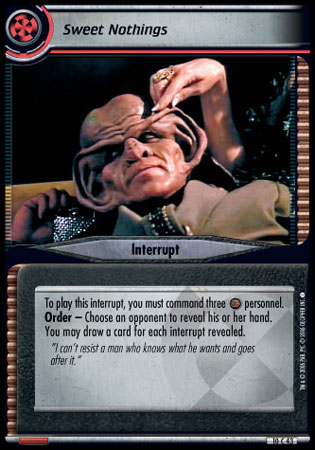 Sweet Nothings
Interrupt
To play this interrupt, you must command three personnel.
Order – Choose an opponent to reveal his or her hand.
You may draw a card for each interrupt revealed.
"I can't resist a man who knows what he wants and goes
after it."
10 C 43